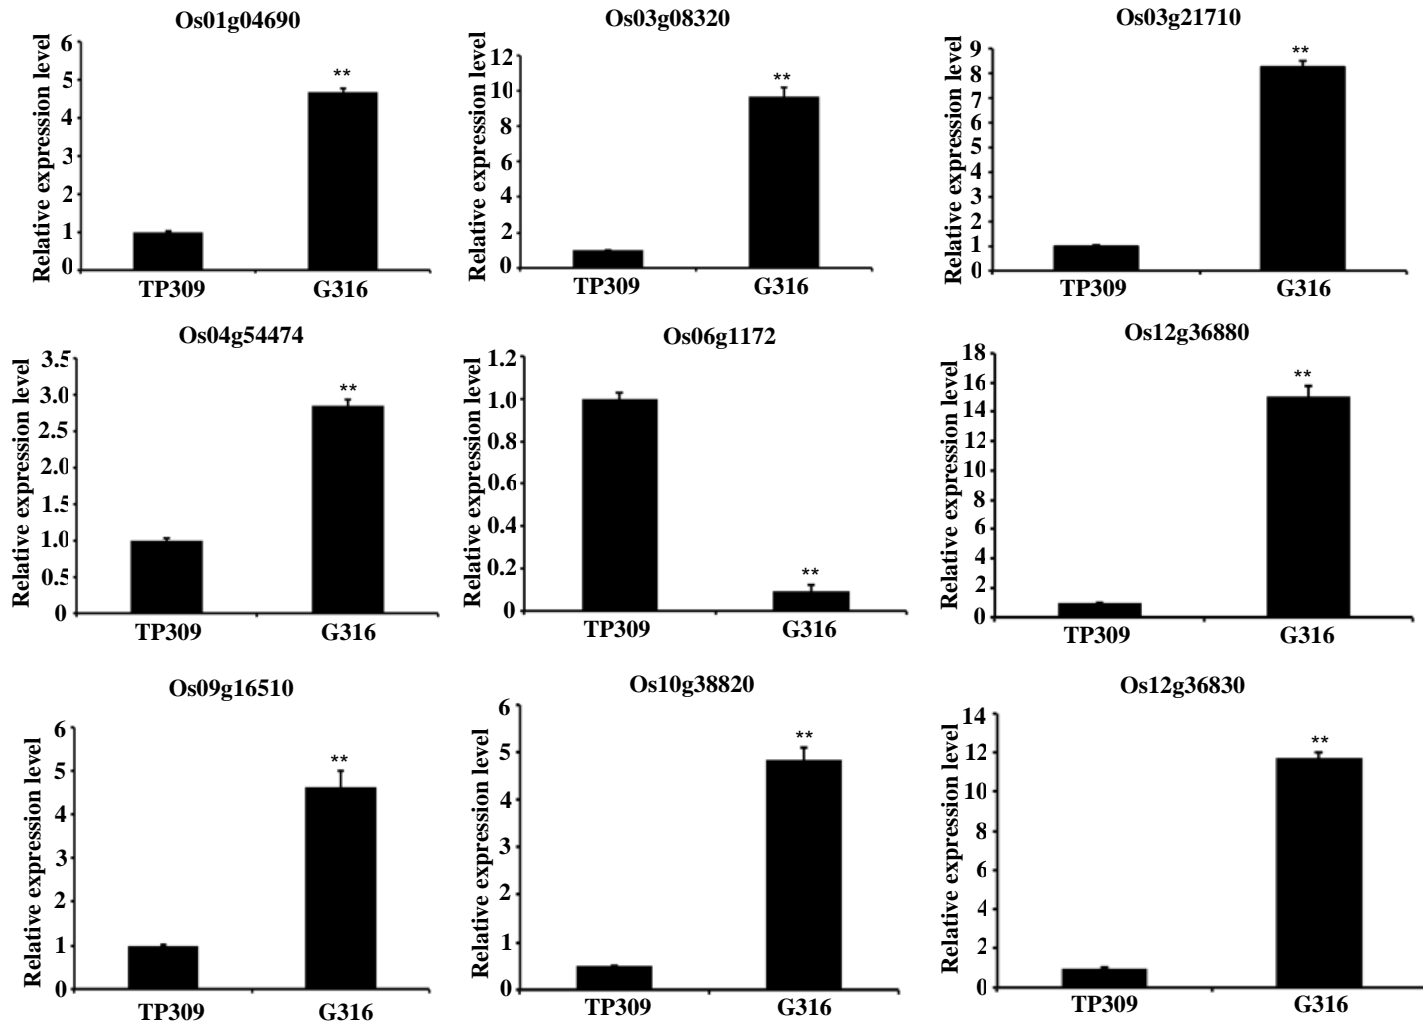 Os01g04690
Relative expression level
6
5
4
3
2
1
0
**
TP309
G316
Os03g08320
Relative expression level
12
10
8
6
4
2
0
**
TP309
G316
Os03g21710
Relative expression level
9
8
7
6
5
4
3
2
1
0
**
TP309
G316
Os04g54474
Relative expression level
3.5
3.0
2.5
2.0
1.5
1.0
0.5
0
**
TP309
G316
Os06g1172
Relative expression level
1.2
1.0
0.8
0.6
0.4
0.2
0
**
TP309
G316
Os12g36880
Relative expression level
18
16
14
12
10
8
6
4
2
0
**
TP309
G316
Os09g16510
Relative expression level
6
5
4
3
2
1
0
**
TP309
G316
Os10g38820
Relative expression level
6
5
4
3
2
1
0
**
TP309
G316
Os12g36830
Relative expression level
14
12
10
8
6
4
2
0
**
TP309
G316